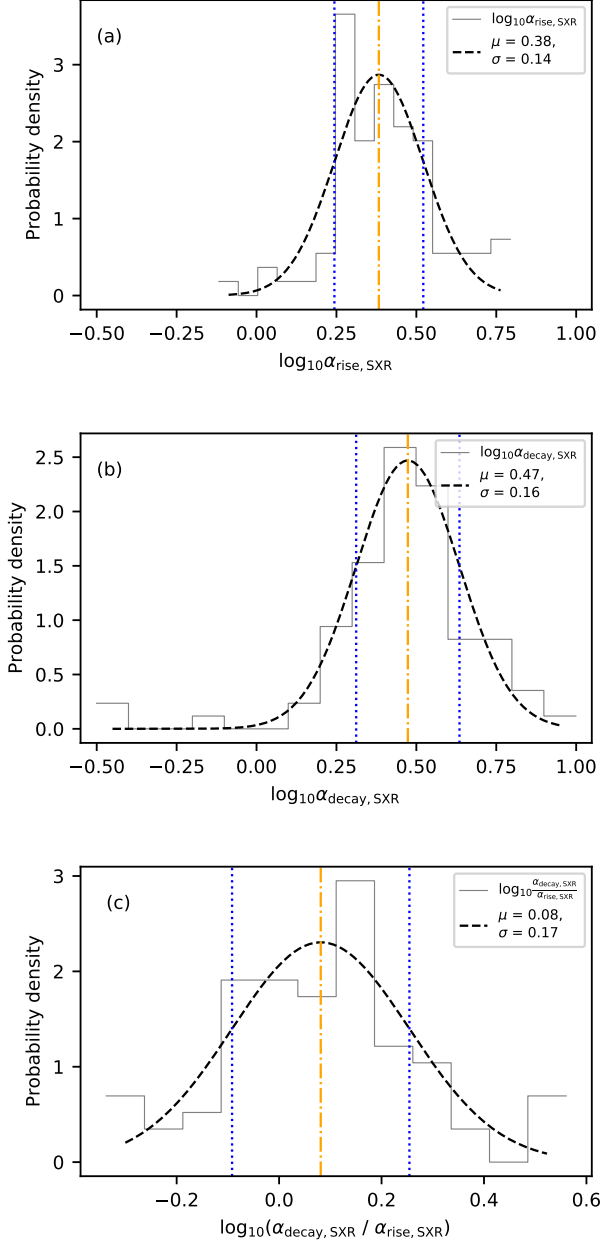 (a)
log10αrise, SXR
μ = 0.38,
σ = 0.14
Probability density
3
2
1
0
−0.50 −0.25 0.00 0.25 0.50 0.75 1.00
log10αrise, SXR
(b)
log10αdecay, SXR
μ = 0.47,
σ = 0.16
Probability density
2.5
2.0
1.5
1.0
0.5
0.0
−0.50 −0.25 0.00 0.25 0.50 0.75 1.00
log10αdecay, SXR
(c)
log10 αdecay, SXR
αrise, SXR
μ = 0.08,
σ = 0.17
Probability density
3
2
1
0
−0.2 0.0 0.2 0.4 0.6
log10(αdecay, SXR / αrise, SXR)